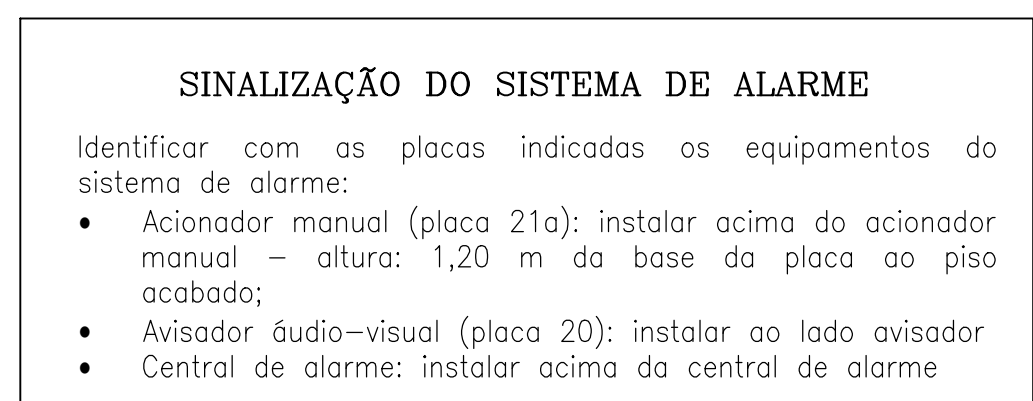 SINALIZAÇÃO DO SISTEMA DE ALARME
Identificar com as placas indicadas os equipamentos do
sistema de alarme:
• Acionador manual (placa 21a): instalar acima do acionador
manual – altura: 1,20 m da base da placa ao piso
acabado;
• Avisador áudio–visual (placa 20): instalar ao lado avisador
• Central de alarme: instalar acima da central de alarme